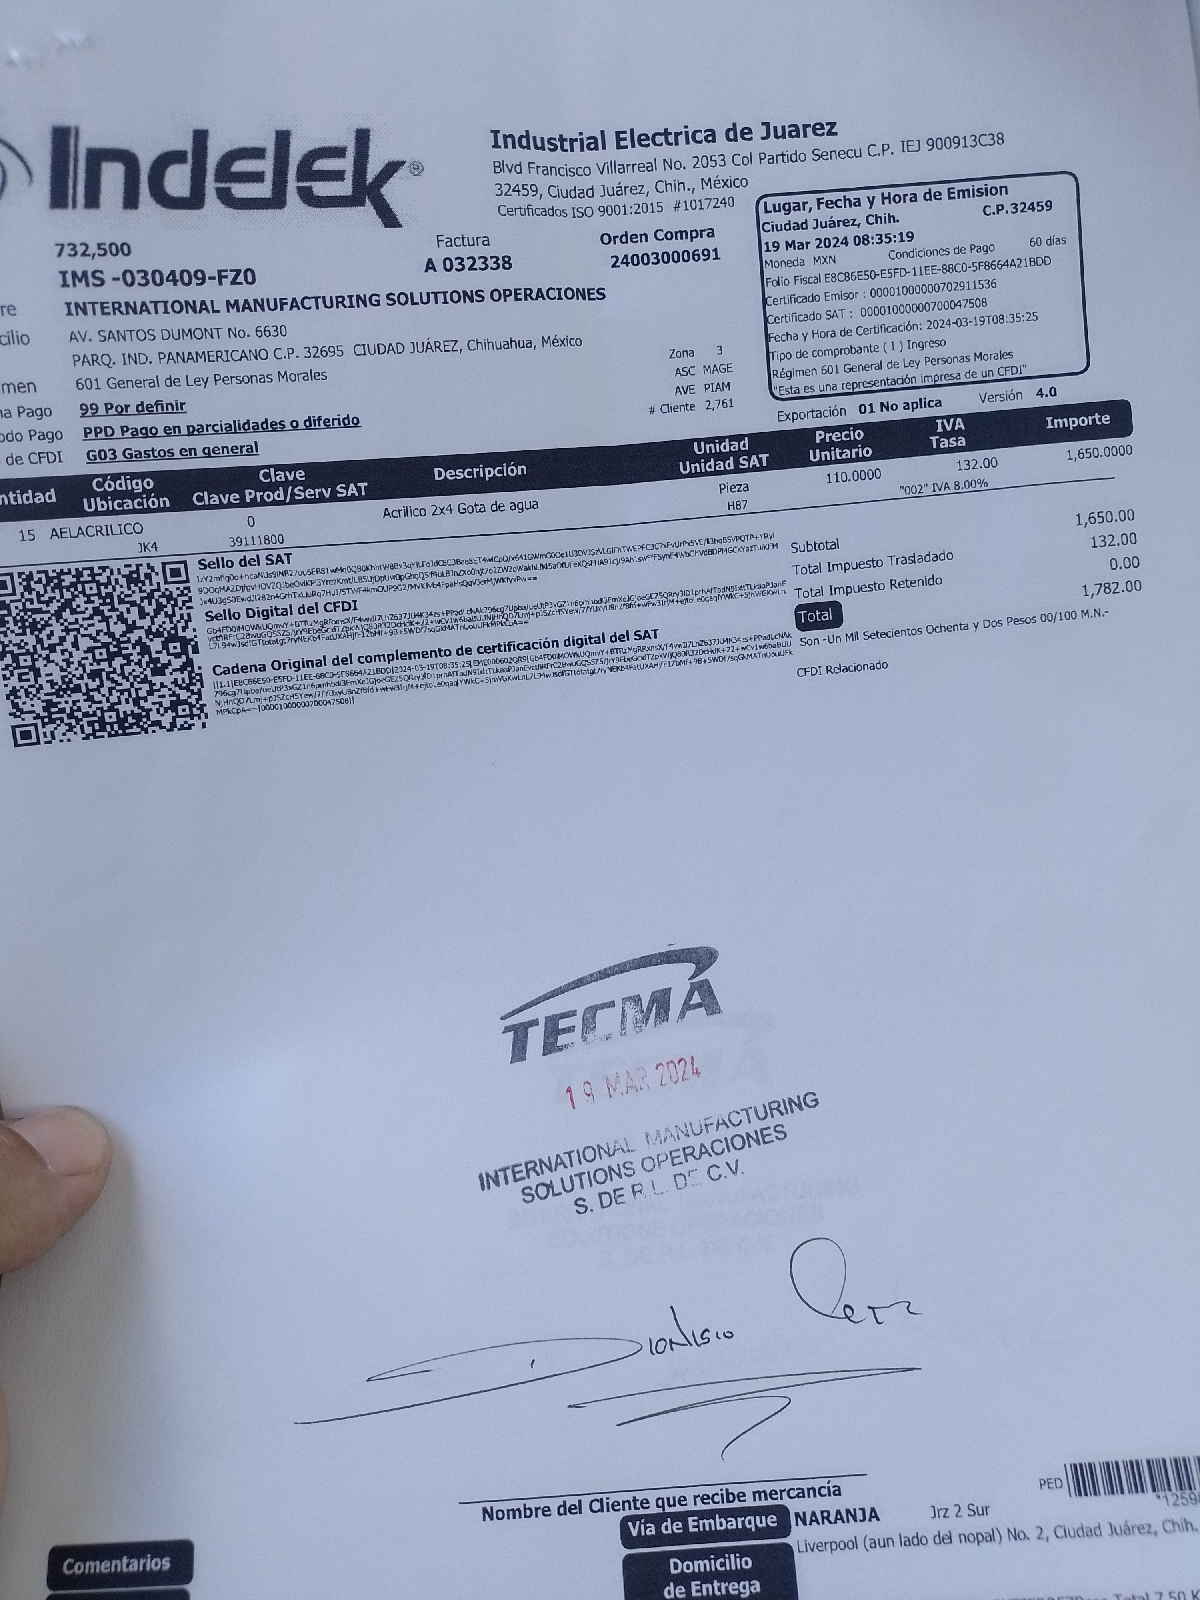 Indelek®
Industrial Electrica de Juarez
Blvd Francisco Villarreal No. 2053 Col Partido Senecu C.P. IEJ 900913C38
32459, Ciudad Juárez, Chih., México
Certificados ISO 9001:2015 #1017240
Lugar, Fecha y Hora de Emision
Ciudad Juárez, Chih. C.P.32459
19 Mar 2024 08:35:19
Moneda MXN Condiciones de Pago 60 días
Folio Fiscal E8C86E50-E5FD-11EE-88C0-5F8664A21BDD
Certificado Emisor : 00001000000702911536
Certificado SAT : 00001000000700047508
Fecha y Hora de Certificación: 2024-03-19T08:35:25
Tipo de comprobante ( I ) Ingreso
Régimen 601 General de Ley Personas Morales
"Esta es una representación impresa de un CFDi"
732,500 Factura Orden Compra
IMS -030409-FZ0 A 032338 24003000691
re INTERNATIONAL MANUFACTURING SOLUTIONS OPERACIONES
cilio AV. SANTOS DUMONT No. 6630
PARQ. IND. PANAMERICANO C.P. 32695 CIUDAD JUÁREZ, Chihuahua, México
men 601 General de Ley Personas Morales
Zona 3
ASC MAGE
AVE PIAM
# Cliente 2,761
na Pago 99 Por definir
odo Pago PPD Pago en parcialidades o diferido
de CFDI G03 Gastos en general
Exportación 01 No aplica Versión 4.0
ntidad Código Ubicación Clave Clave Prod/Serv SAT Descripción Unidad Unidad SAT Precio Unitario IVA Tasa Importe
15 AELACRILICO 0 Acrilico 2x4 Gota de agua Pieza 110.0000 132.00 1,650.0000
JK4 39111800 H87 "002" IVA 8.00%
Sello del SAT
Sello Digital del CFDI
Cadena Original del complemento de certificación digital del SAT
Subtotal 1,650.00
Total Impuesto Trasladado 132.00
Total Impuesto Retenido 0.00
Total 1,782.00
Son -Un Mil Setecientos Ochenta y Dos Pesos 00/100 M.N.-
CFDI Relacionado
TECMA
19 MAR 2024
INTERNATIONAL MANUFACTURING
SOLUTIONS OPERACIONES
S. DE R.L. DE C.V.
Dionisio
Nombre del Cliente que recibe mercancía
PED
Vía de Embarque NARANJA Jrz 2 Sur
Liverpool (aun lado del nopal) No. 2, Ciudad Juárez, Chih.
Comentarios
Domicilio
de Entrega